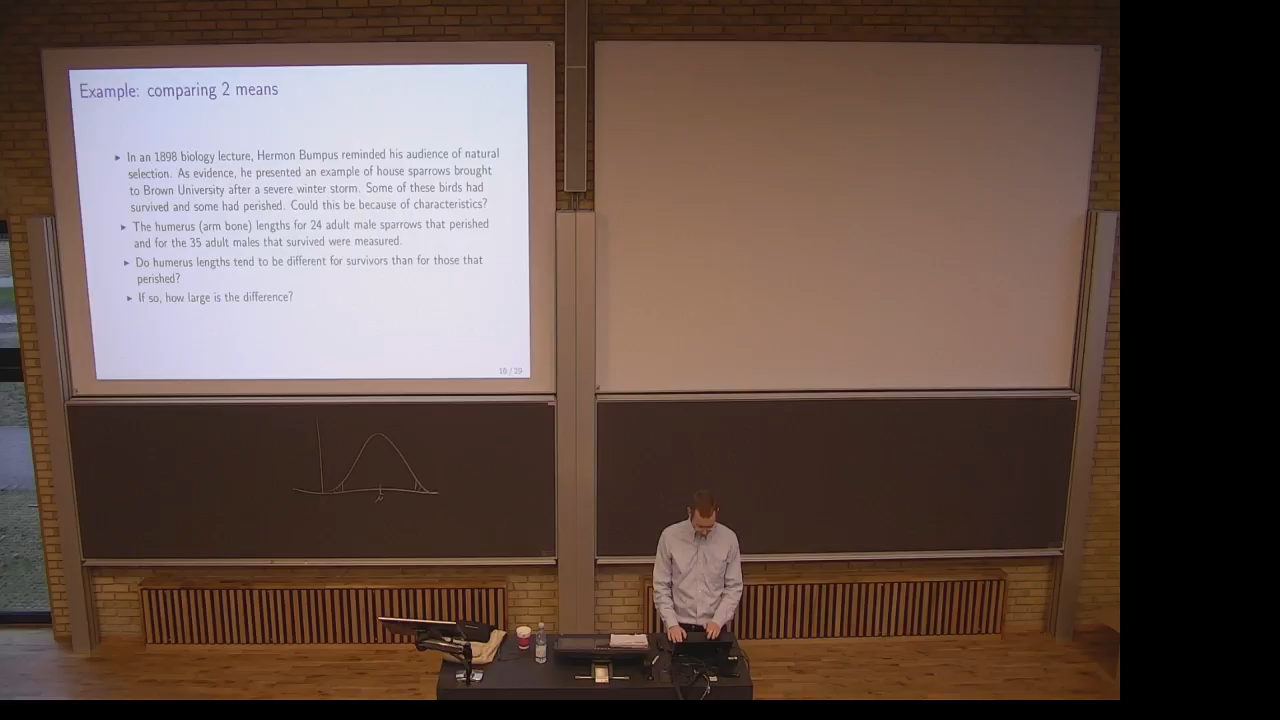 Example: comparing 2 means
▸ In an 1898 biology lecture, Hermon Bumpus reminded his audience of natural
selection. As evidence, he presented an example of house sparrows brought
to Brown University after a severe winter storm. Some of these birds had
survived and some had perished. Could this be because of characteristics?
▸ The humerus (arm bone) lengths for 24 adult male sparrows that perished
and for the 35 adult males that survived were measured.
▸ Do humerus lengths tend to be different for survivors than for those that
perished?
▸ If so, how large is the difference?
10 / 29
μ